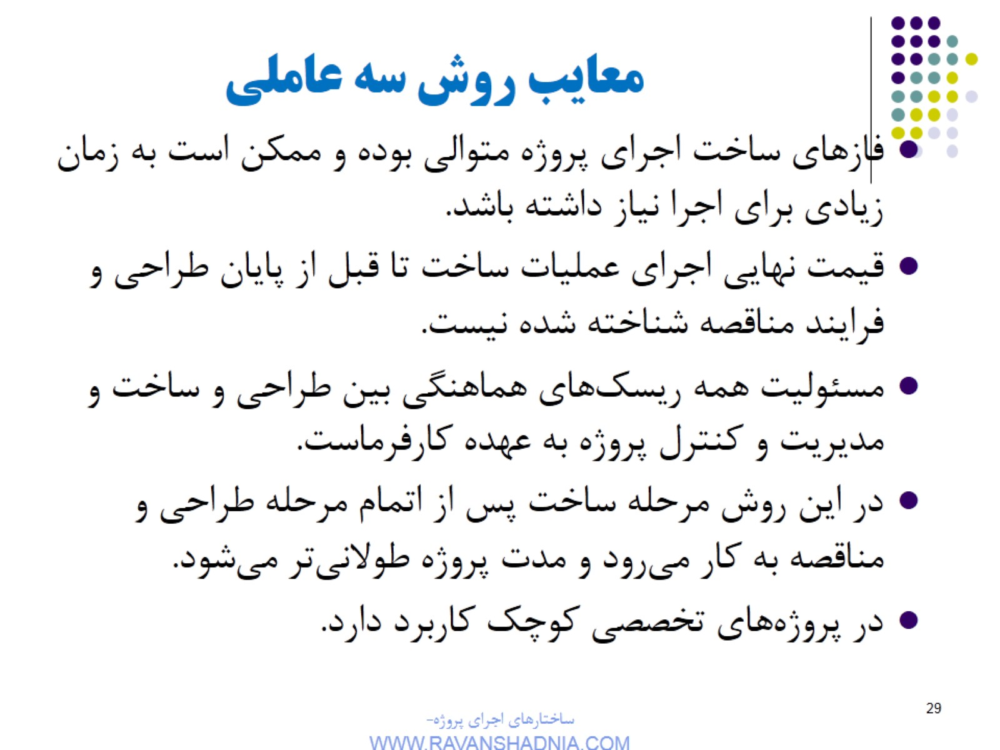 معایب روش سه عاملی
فازهای ساخت اجرای پروژه متوالی بوده و ممکن است به زمان
زیادی برای اجرا نیاز داشته باشد.
قیمت نهایی اجرای عملیات ساخت تا قبل از پایان طراحی و
فرایند مناقصه شناخته شده نیست.
مسئولیت همه ریسک‌های هماهنگی بین طراحی و ساخت و
مدیریت و کنترل پروژه به عهده کارفرماست.
در این روش مرحله ساخت پس از اتمام مرحله طراحی و
مناقصه به کار می‌رود و مدت پروژه طولانی‌تر می‌شود.
در پروژه‌های تخصصی کوچک کاربرد دارد.
29
ساختارهای اجرای پروژه-
WWW.RAVANSHADNIA.COM